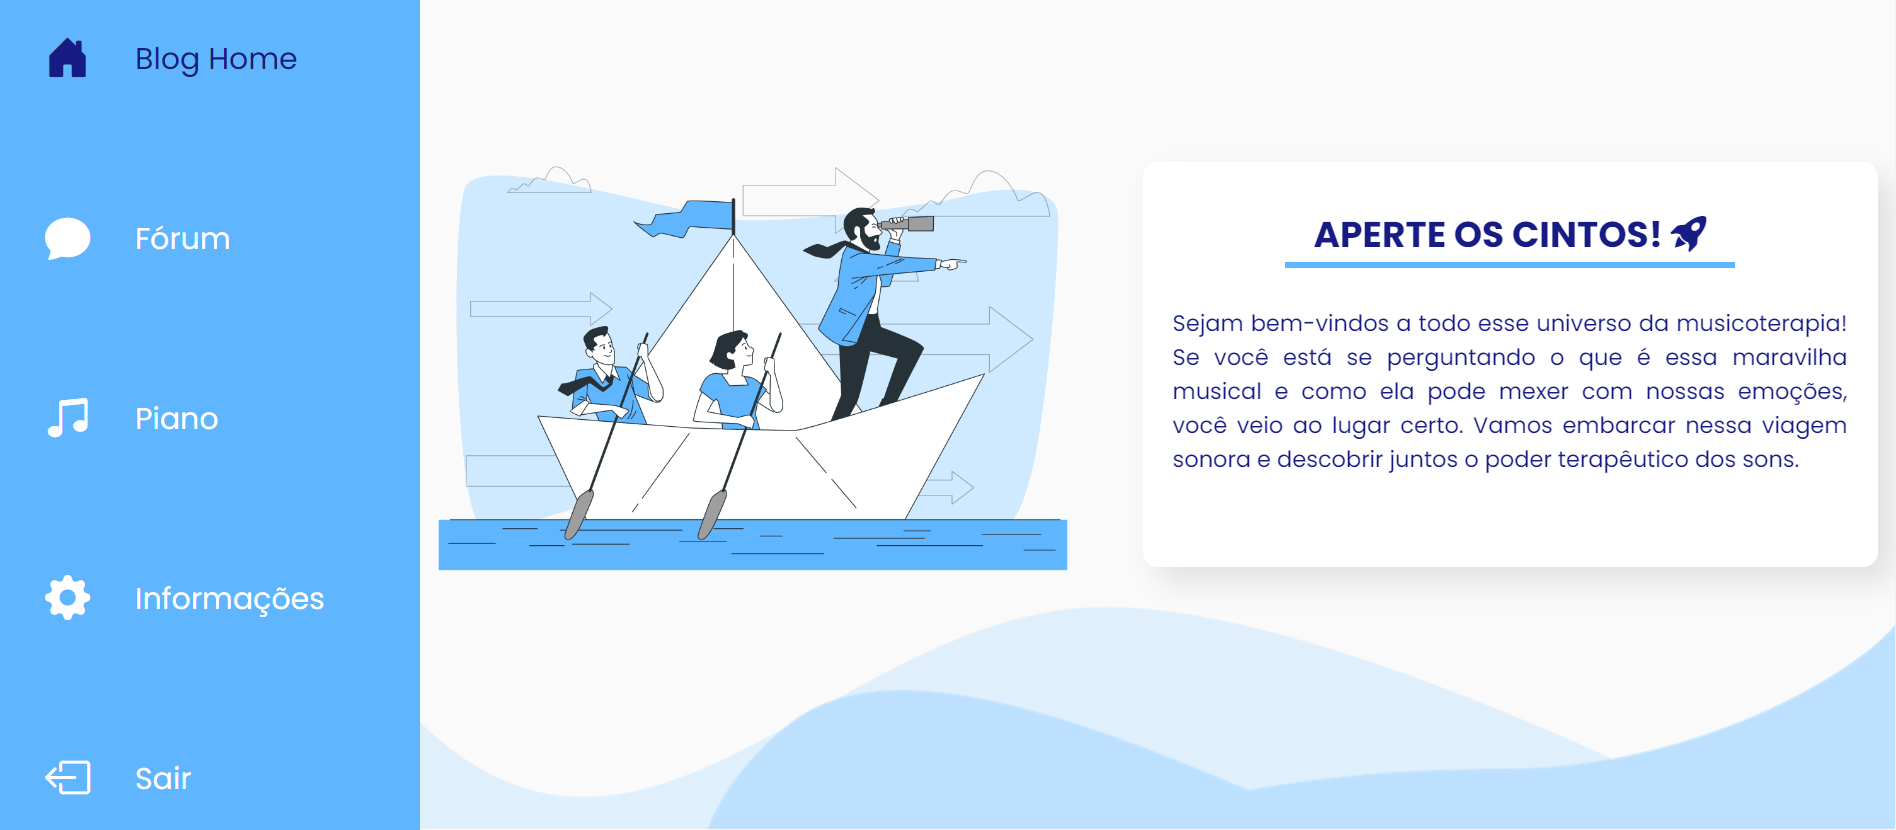 Blog Home
Fórum
Piano
Informações
Sair
APERTE OS CINTOS!
Sejam bem-vindos a todo esse universo da musicoterapia!
Se você está se perguntando o que é essa maravilha
musical e como ela pode mexer com nossas emoções,
você veio ao lugar certo. Vamos embarcar nessa viagem
sonora e descobrir juntos o poder terapêutico dos sons.